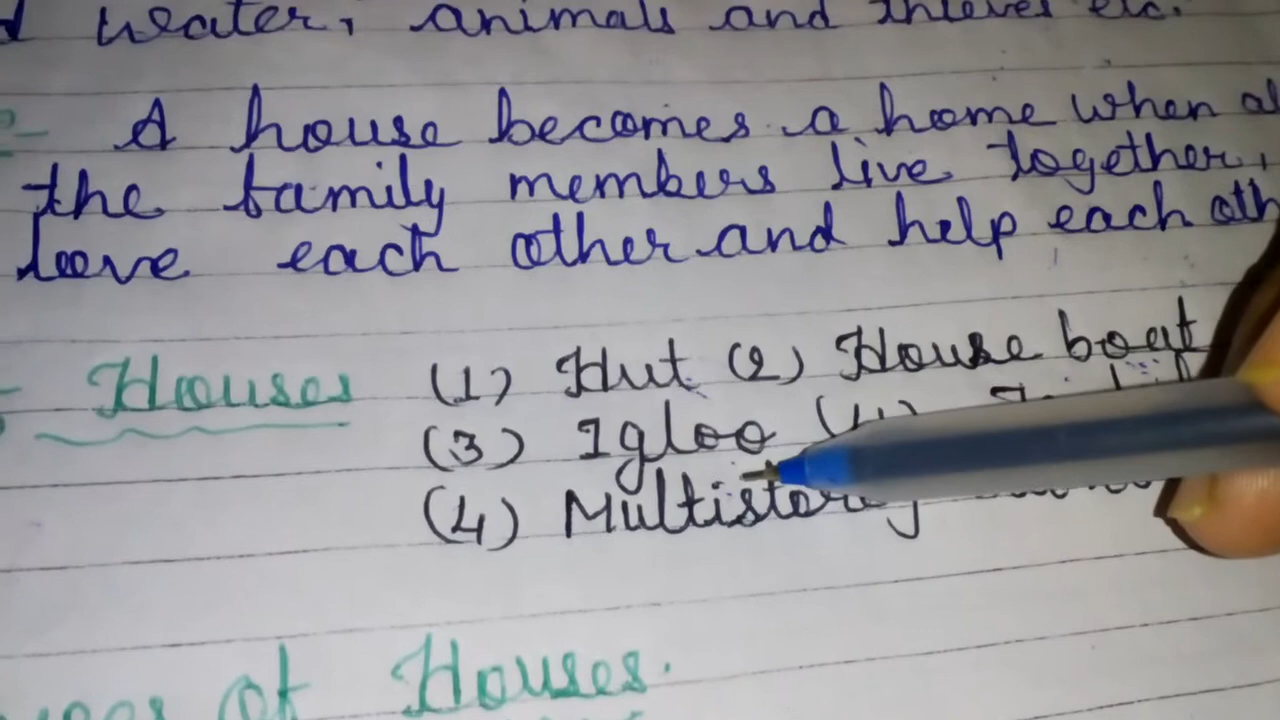 water, animals and thieves etc.
A house becomes a home when
the family members live together,
loove each other and help each
Houses (1) Hut (2) House boat
(3) Igloo
(4) Multistorey
of Houses.